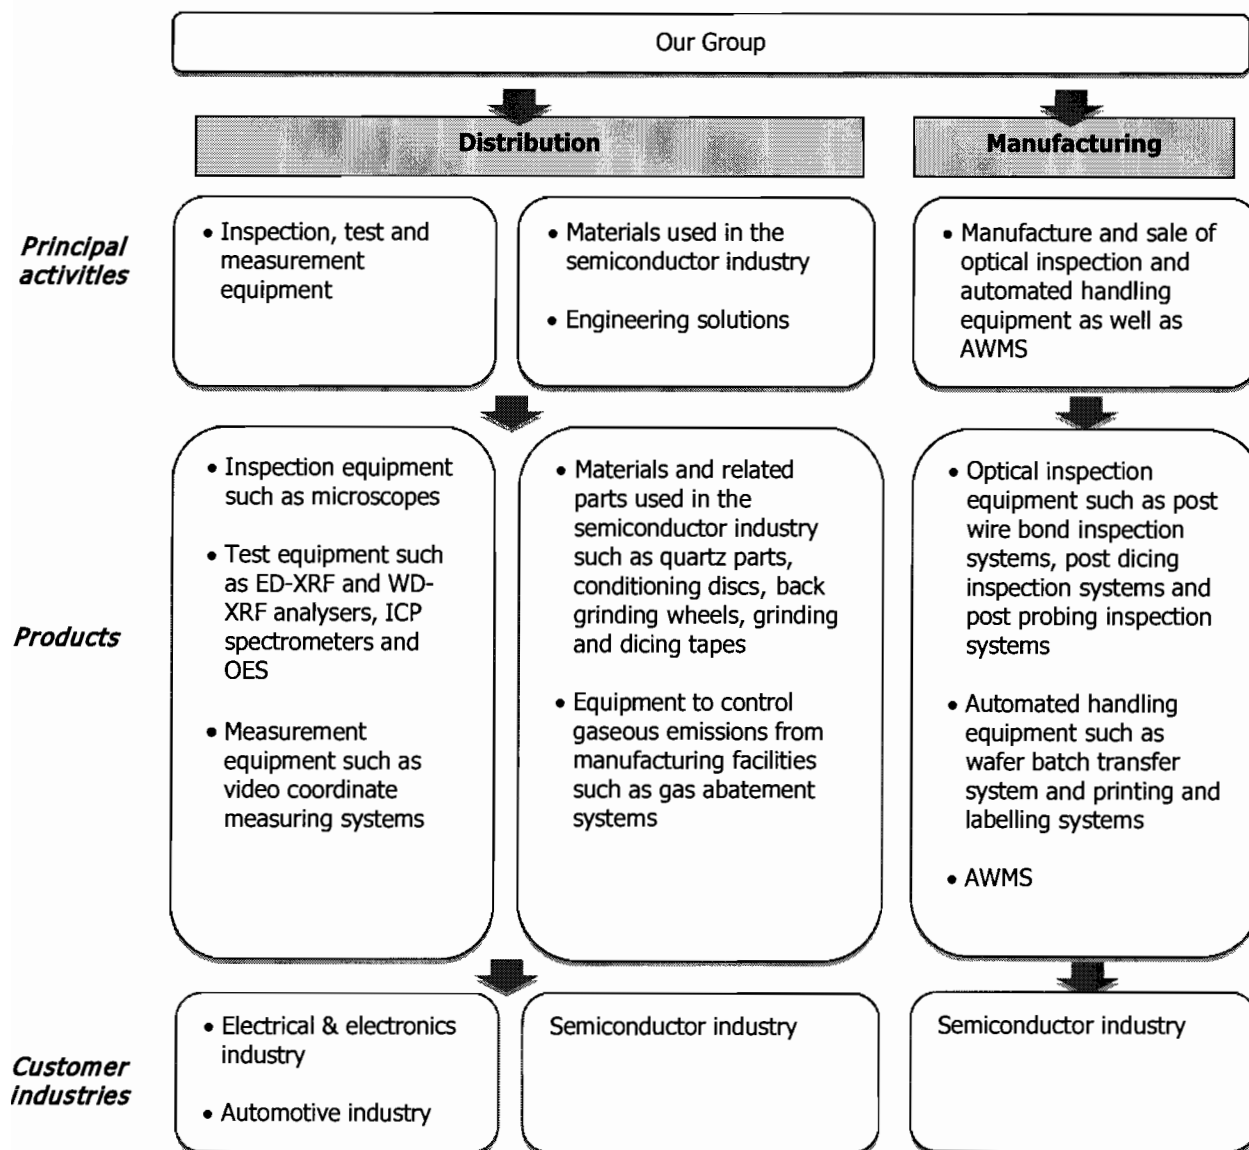 Our Group
Distribution
Manufacturing
Principal
activities
• Inspection, test and
measurement
equipment
• Materials used in the
semiconductor industry
• Engineering solutions
• Manufacture and sale of
optical inspection and
automated handling
equipment as well as
AWMS
Products
• Inspection equipment
such as microscopes
• Test equipment such
as ED-XRF and WD-
XRF analysers, ICP
spectrometers and
OES
• Measurement
equipment such as
video coordinate
measuring systems
• Materials and related
parts used in the
semiconductor industry
such as quartz parts,
conditioning discs, back
grinding wheels, grinding
and dicing tapes
• Equipment to control
gaseous emissions from
manufacturing facilities
such as gas abatement
systems
• Optical inspection
equipment such as post
wire bond inspection
systems, post dicing
inspection systems and
post probing inspection
systems
• Automated handling
equipment such as
wafer batch transfer
system and printing and
labelling systems
• AWMS
Customer
industries
• Electrical & electronics
industry
• Automotive industry
Semiconductor industry
Semiconductor industry